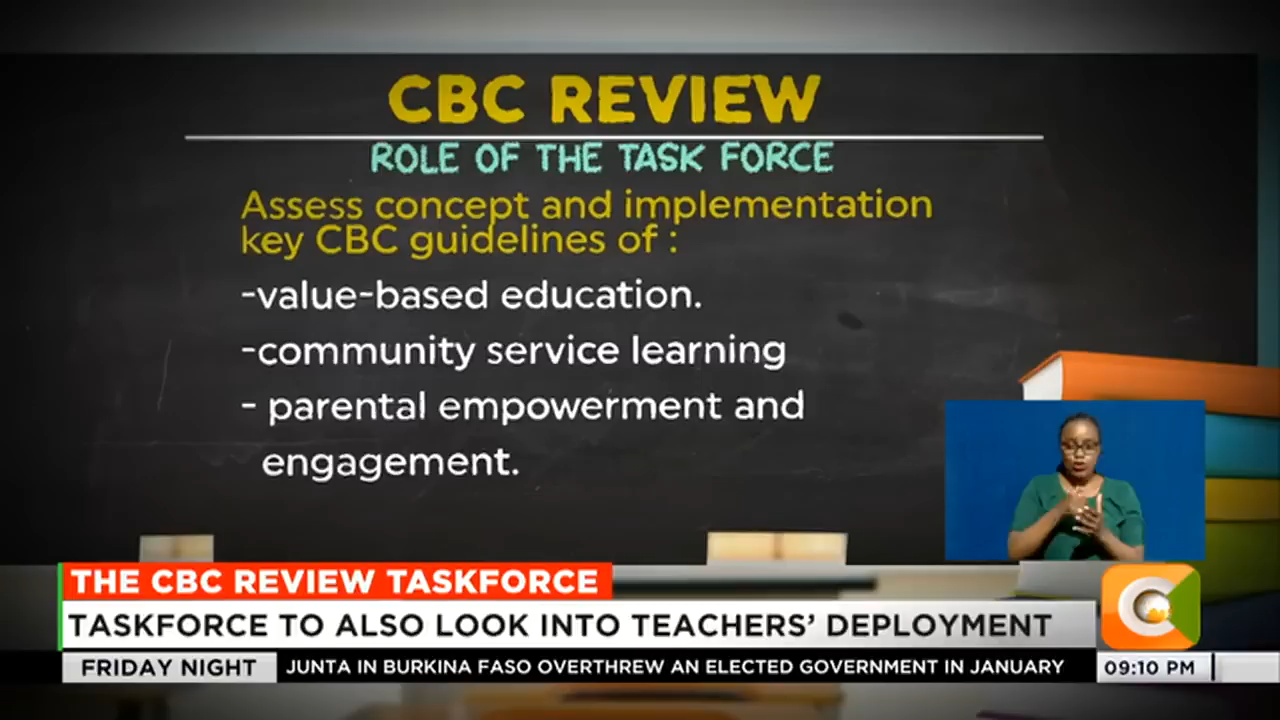 CBC REVIEW
ROLE OF THE TASK FORCE
Assess concept and implementation
key CBC guidelines of :
-value-based education.
-community service learning
- parental empowerment and
engagement.
THE CBC REVIEW TASKFORCE
TASKFORCE TO ALSO LOOK INTO TEACHERS' DEPLOYMENT
FRIDAY NIGHT JUNTA IN BURKINA FASO OVERTHREW AN ELECTED GOVERNMENT IN JANUARY 09:10 PM